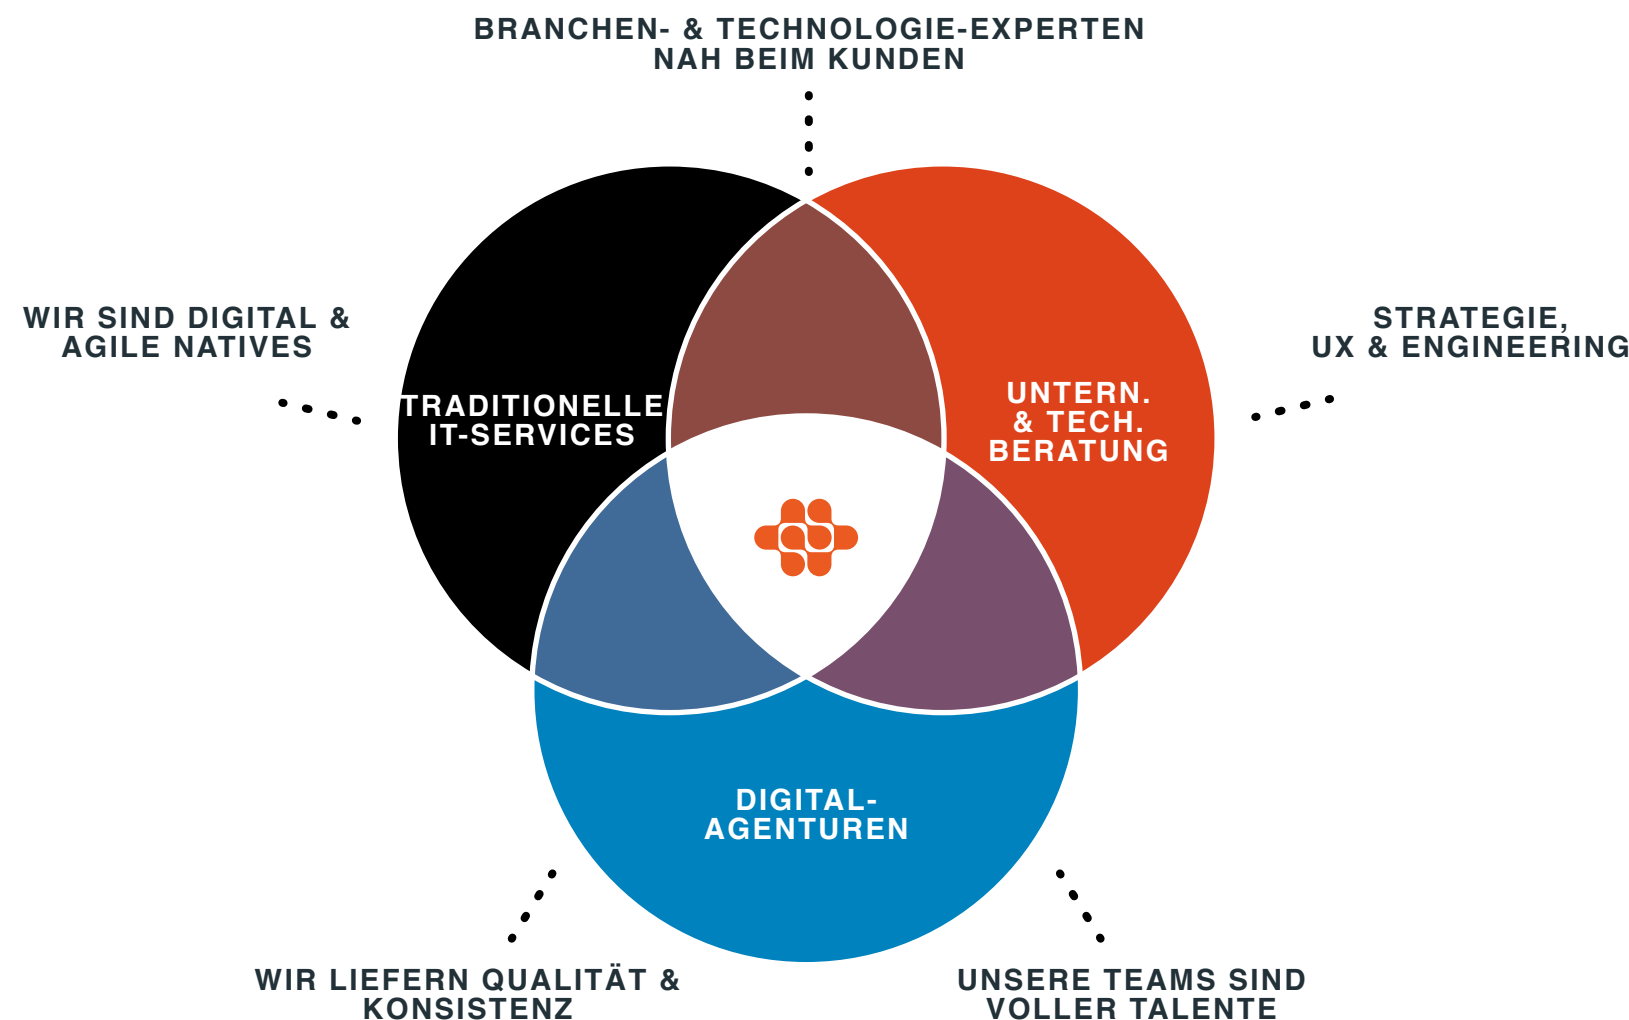 BRANCHEN- & TECHNOLOGIE-EXPERTEN
NAH BEIM KUNDEN
WIR SIND DIGITAL &
AGILE NATIVES
STRATEGIE,
UX & ENGINEERING
TRADITIONELLE
IT-SERVICES
UNTERN.
& TECH.
BERATUNG
DIGITAL-
AGENTUREN
WIR LIEFERN QUALITÄT &
KONSISTENZ
UNSERE TEAMS SIND
VOLLER TALENTE